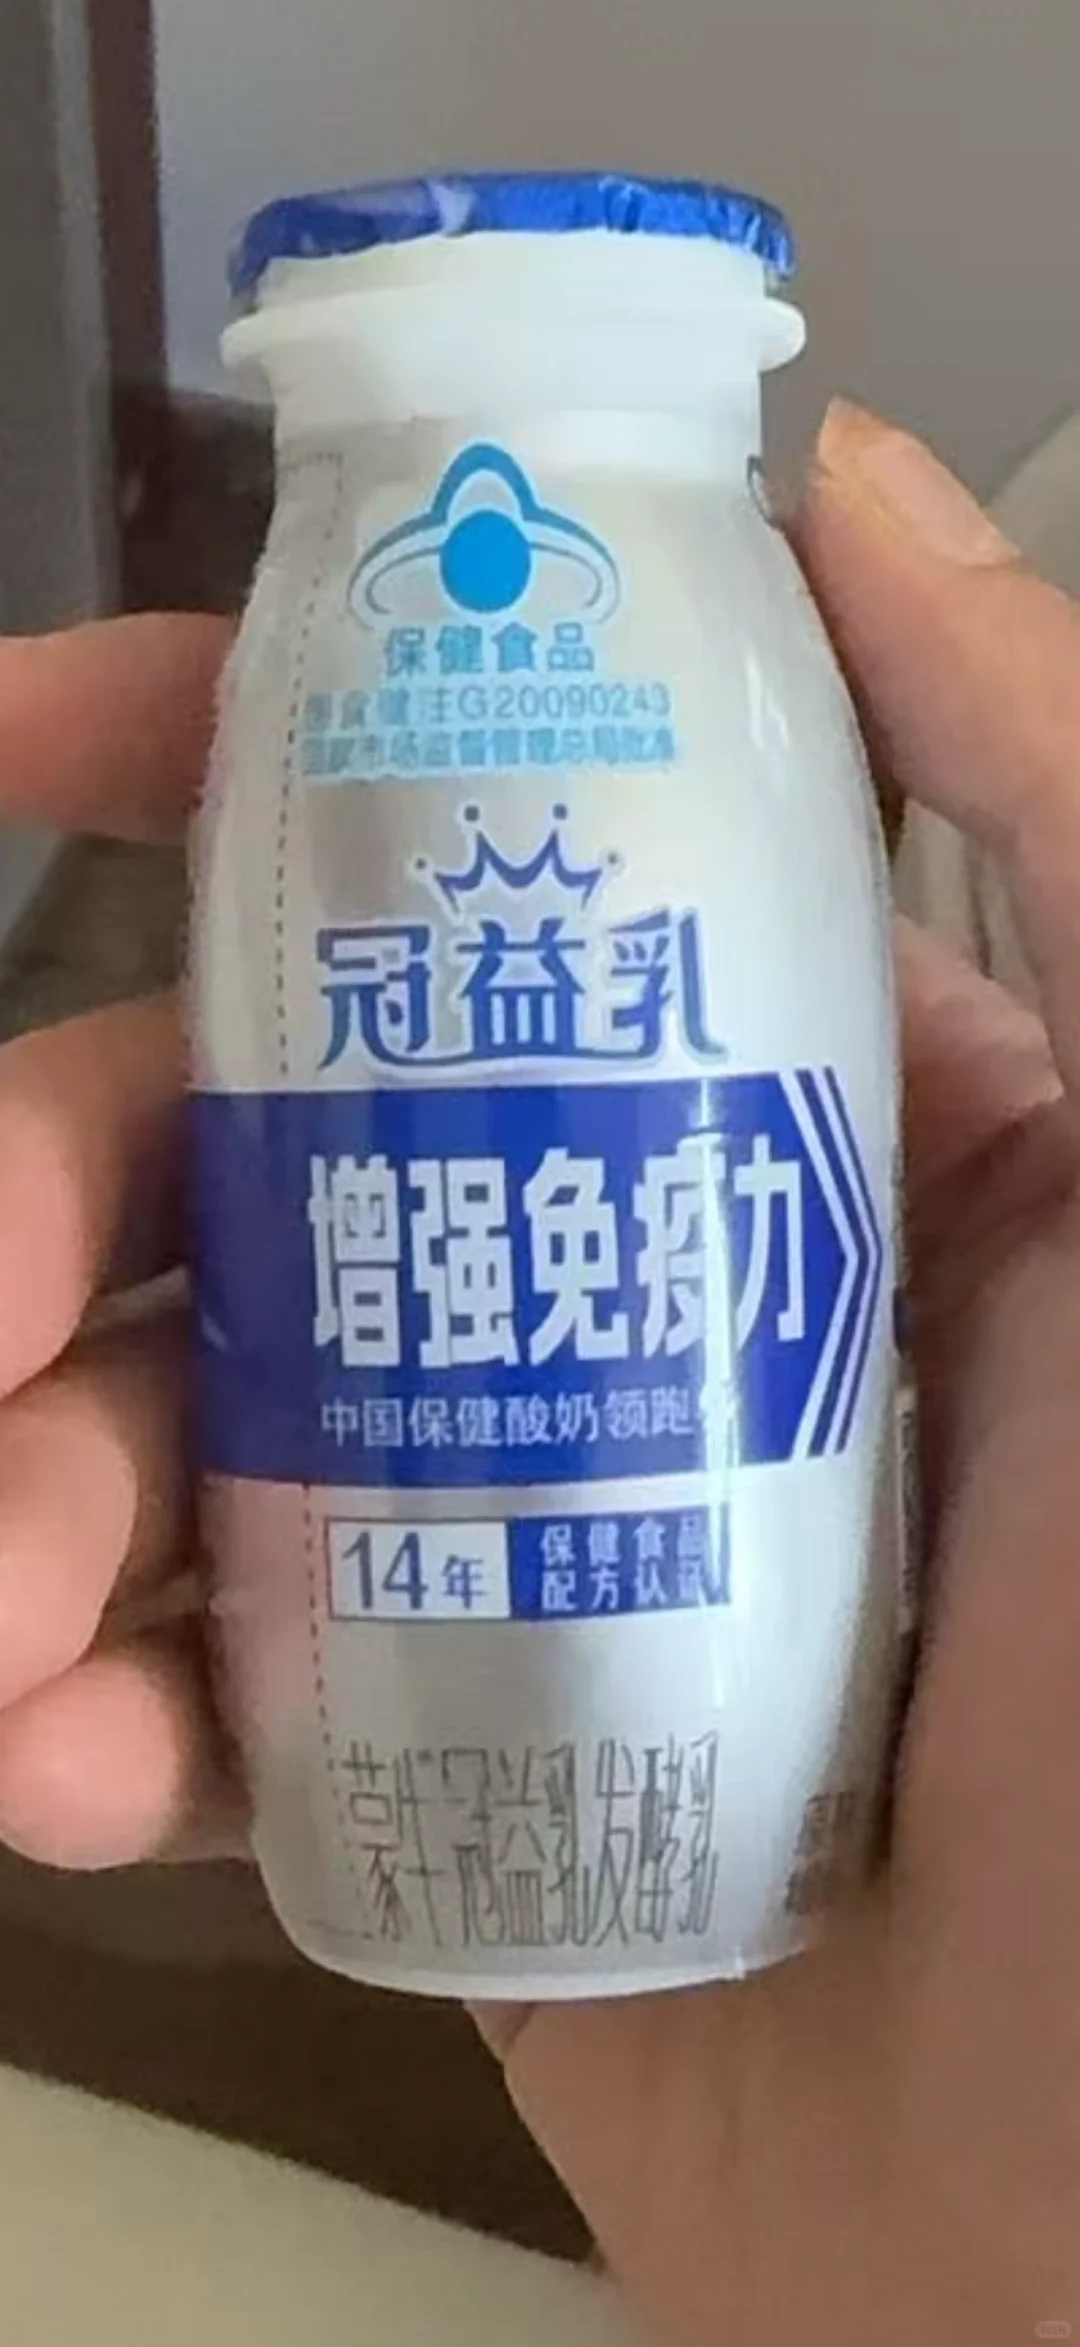 保健食品
国食健注G20090243
国家市场监督管理总局批准
冠益乳
增强免疫力
中国保健酸奶领跑
14年 保健食品
配方认证
蒙牛冠益乳发酵乳